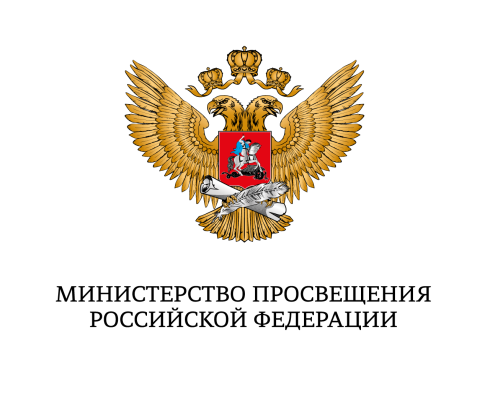 МИНИСТЕРСТВО ПРОСВЕЩЕНИЯ
РОССИЙСКОЙ ФЕДЕРАЦИИ